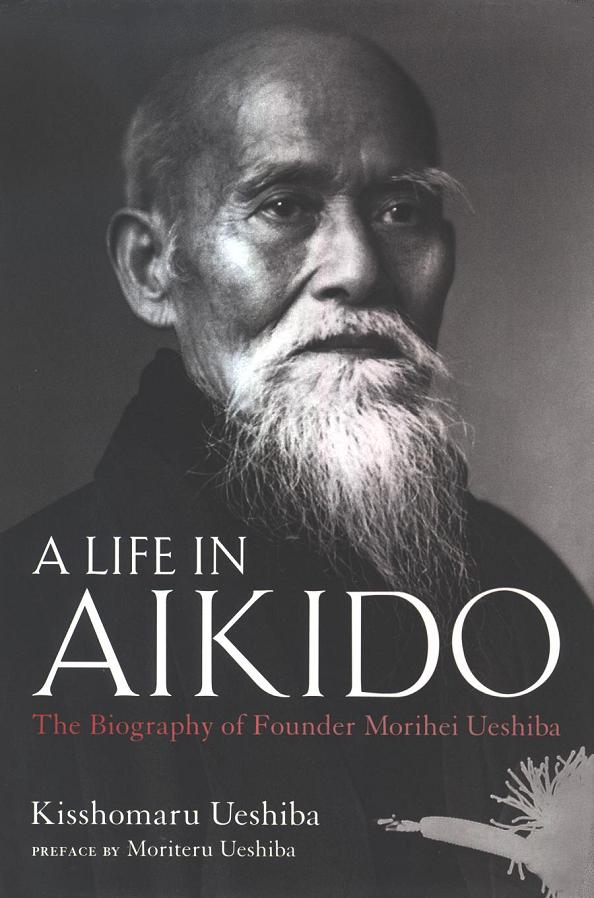 A LIFE IN
AIKIDO
The Biography of Founder Morihei Ueshiba
Kisshomaru Ueshiba
PREFACE BY Moriteru Ueshiba